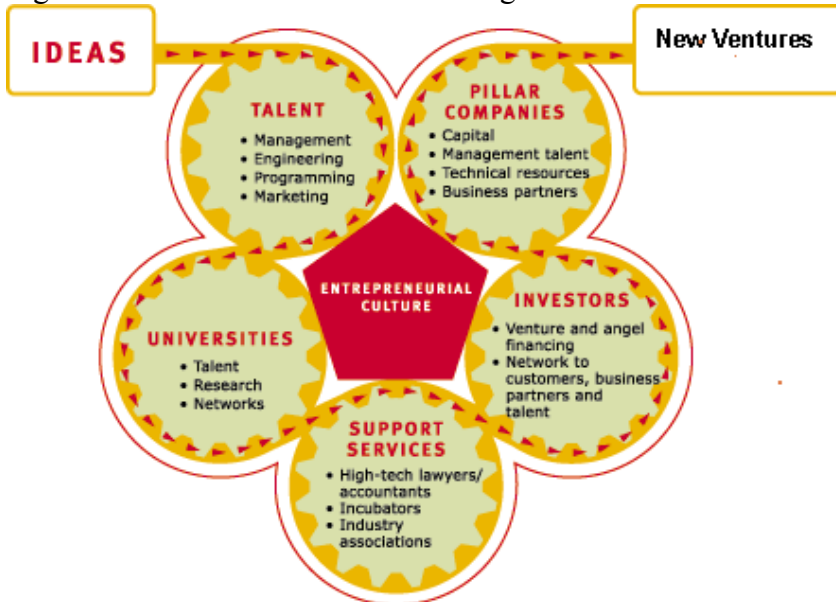 IDEAS
New Ventures
TALENT
• Management
• Engineering
• Programming
• Marketing
PILLAR
COMPANIES
• Capital
• Management talent
• Technical resources
• Business partners
ENTREPRENEURIAL
CULTURE
UNIVERSITIES
• Talent
• Research
• Networks
INVESTORS
• Venture and angel
financing
• Network to
customers, business
partners and
talent
SUPPORT
SERVICES
• High-tech lawyers/
accountants
• Incubators
• Industry
associations